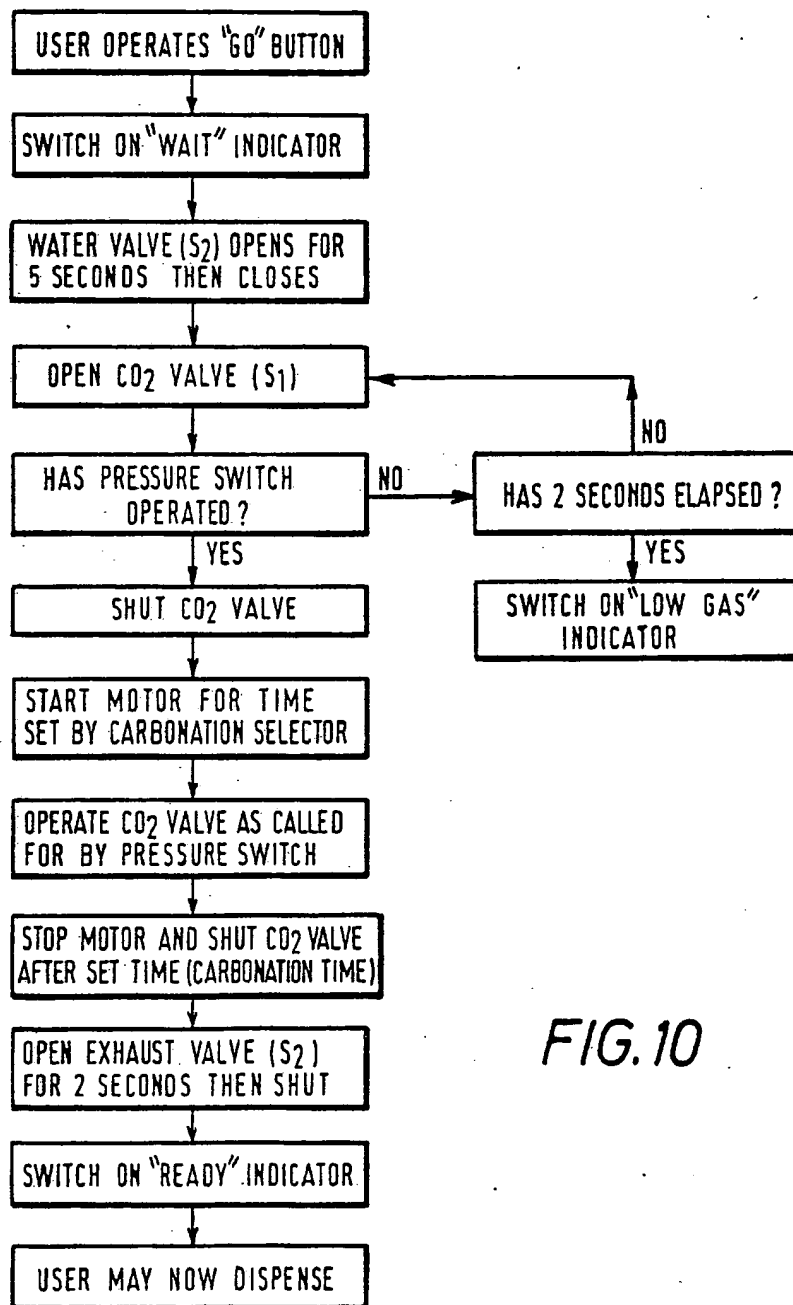 USER OPERATES "GO" BUTTON
SWITCH ON "WAIT" INDICATOR
WATER VALVE (S2) OPENS FOR
5 SECONDS THEN CLOSES
OPEN CO2 VALVE (S1)
HAS PRESSURE SWITCH
OPERATED?
NO
HAS 2 SECONDS ELAPSED?
NO
YES
SWITCH ON "LOW GAS"
INDICATOR
YES
SHUT CO2 VALVE
START MOTOR FOR TIME
SET BY CARBONATION SELECTOR
OPERATE CO2 VALVE AS CALLED
FOR BY PRESSURE SWITCH
STOP MOTOR AND SHUT CO2 VALVE
AFTER SET TIME (CARBONATION TIME)
OPEN EXHAUST VALVE (S2)
FOR 2 SECONDS THEN SHUT
SWITCH ON "READY" INDICATOR
USER MAY NOW DISPENSE
FIG.10